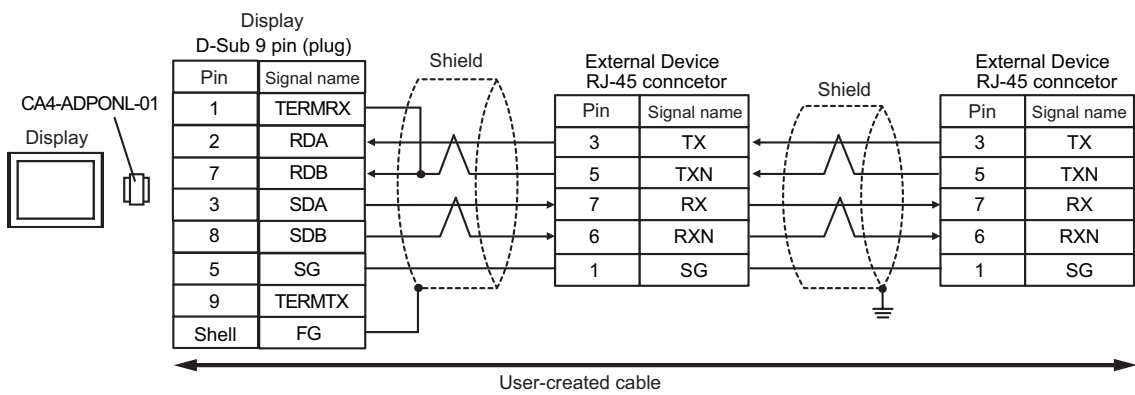 Display
D-Sub 9 pin (plug)
Pin Signal name
1 TERMRX
2 RDA
7 RDB
3 SDA
8 SDB
5 SG
9 TERMTX
Shell FG
CA4-ADPONL-01
Display
Shield
External Device
RJ-45 conncetor
Pin Signal name
3 TX
5 TXN
7 RX
6 RXN
1 SG
Shield
External Device
RJ-45 conncetor
Pin Signal name
3 TX
5 TXN
7 RX
6 RXN
1 SG
User-created cable